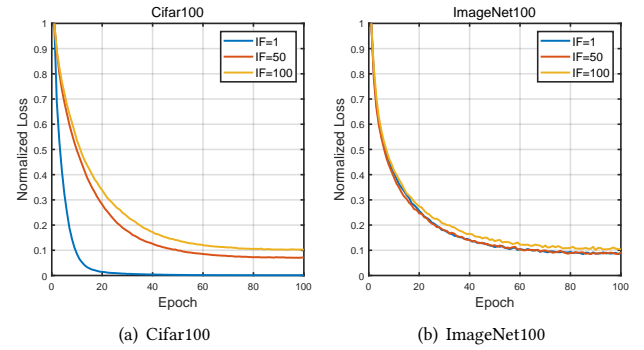 Cifar100
Normalized Loss
1
0.9
0.8
0.7
0.6
0.5
0.4
0.3
0.2
0.1
0
IF=1
IF=50
IF=100
0 20 40 60 80 100
Epoch
(a) Cifar100
ImageNet100
Normalized Loss
1
0.9
0.8
0.7
0.6
0.5
0.4
0.3
0.2
0.1
0
IF=1
IF=50
IF=100
0 20 40 60 80 100
Epoch
(b) ImageNet100